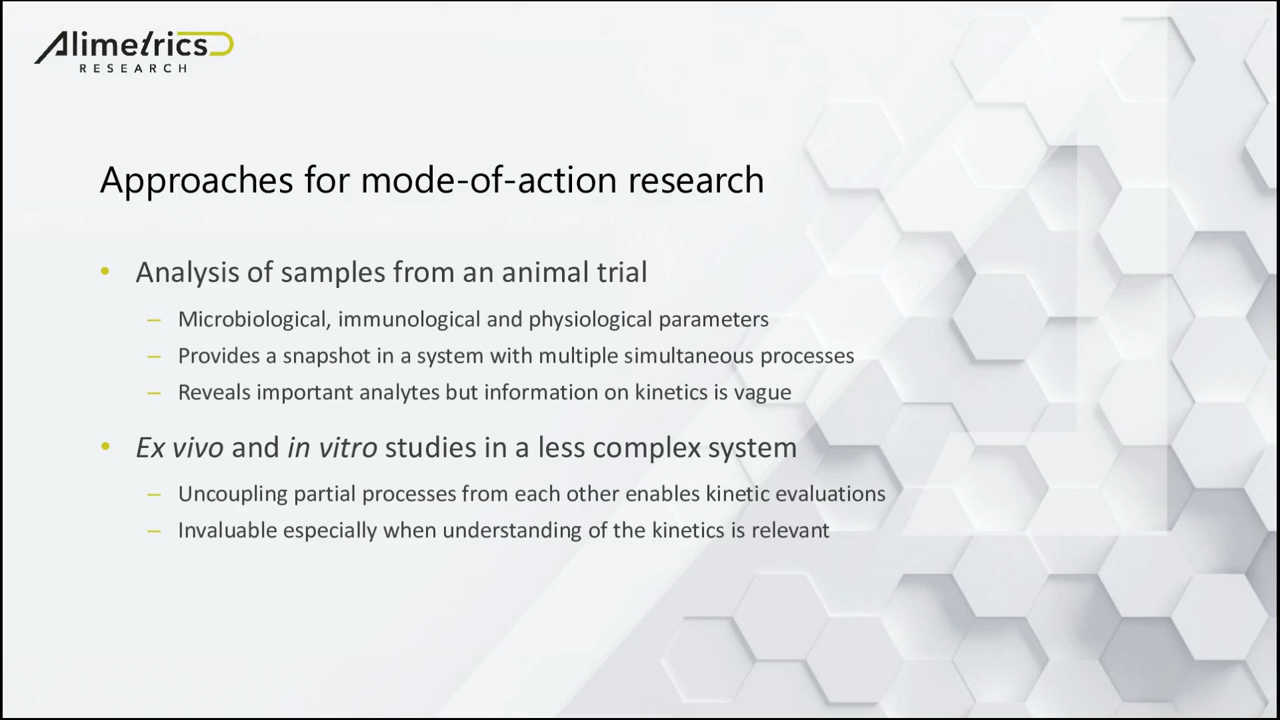 Alimetrics
RESEARCH
Approaches for mode-of-action research
• Analysis of samples from an animal trial
– Microbiological, immunological and physiological parameters
– Provides a snapshot in a system with multiple simultaneous processes
– Reveals important analytes but information on kinetics is vague
• Ex vivo and in vitro studies in a less complex system
– Uncoupling partial processes from each other enables kinetic evaluations
– Invaluable especially when understanding of the kinetics is relevant